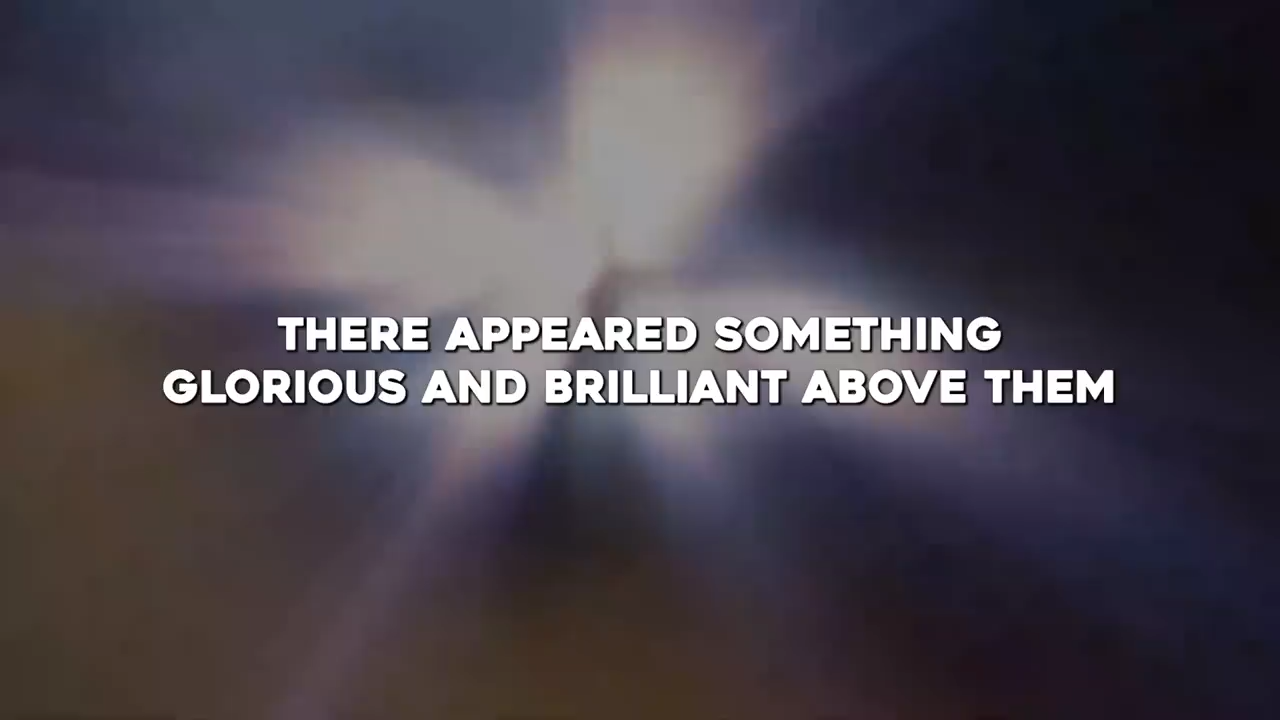 THERE APPEARED SOMETHING
GLORIOUS AND BRILLIANT ABOVE THEM